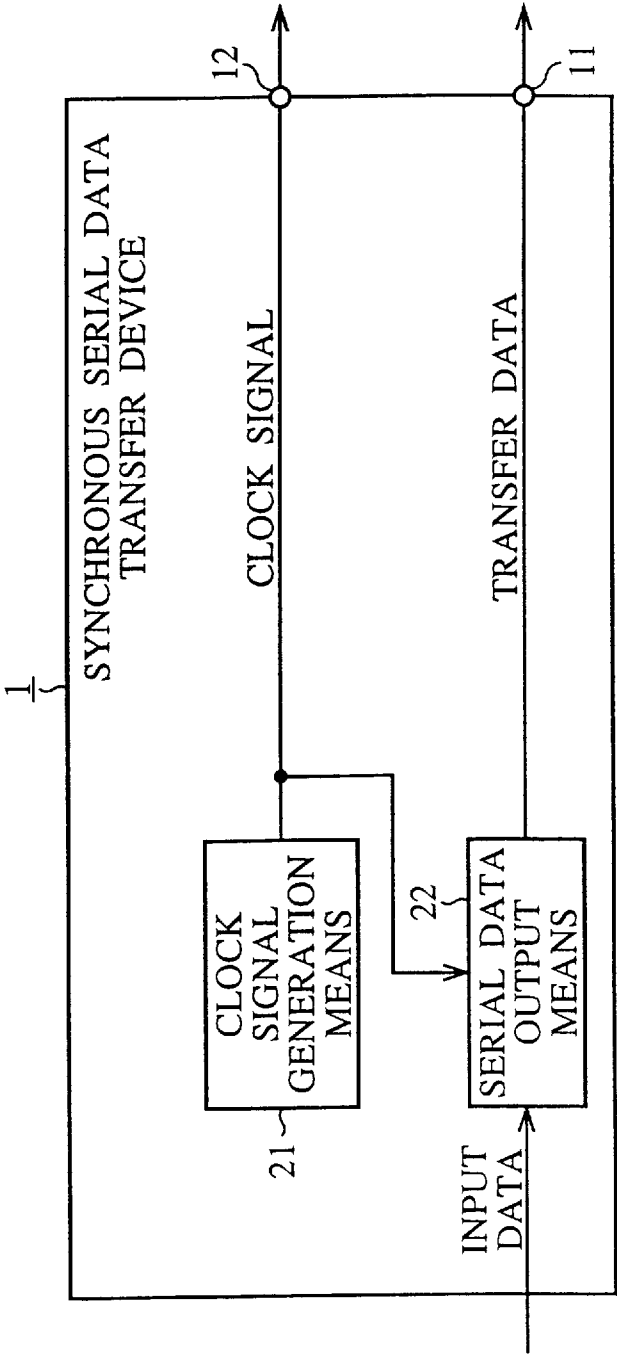 1
SYNCHRONOUS SERIAL DATA
TRANSFER DEVICE
12
CLOCK SIGNAL
CLOCK
SIGNAL
GENERATION
MEANS
21
11
TRANSFER DATA
22
SERIAL DATA
OUTPUT
MEANS
INPUT
DATA